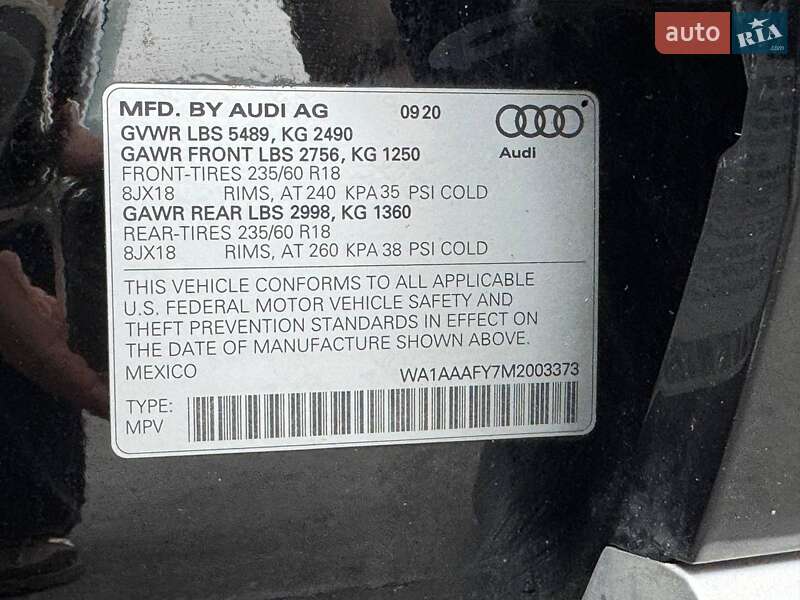 auto RIA.com
MFD. BY AUDI AG 0920
GVWR LBS 5489, KG 2490
GAWR FRONT LBS 2756, KG 1250
Audi
FRONT-TIRES 235/60 R18
8JX18 RIMS, AT 240 KPA 35 PSI COLD
GAWR REAR LBS 2998, KG 1360
REAR-TIRES 235/60 R18
8JX18 RIMS, AT 260 KPA 38 PSI COLD
THIS VEHICLE CONFORMS TO ALL APPLICABLE
U.S. FEDERAL MOTOR VEHICLE SAFETY AND
THEFT PREVENTION STANDARDS IN EFFECT ON
THE DATE OF MANUFACTURE SHOWN ABOVE.
MEXICO WA1AAAFY7M2003373
TYPE:
MPV